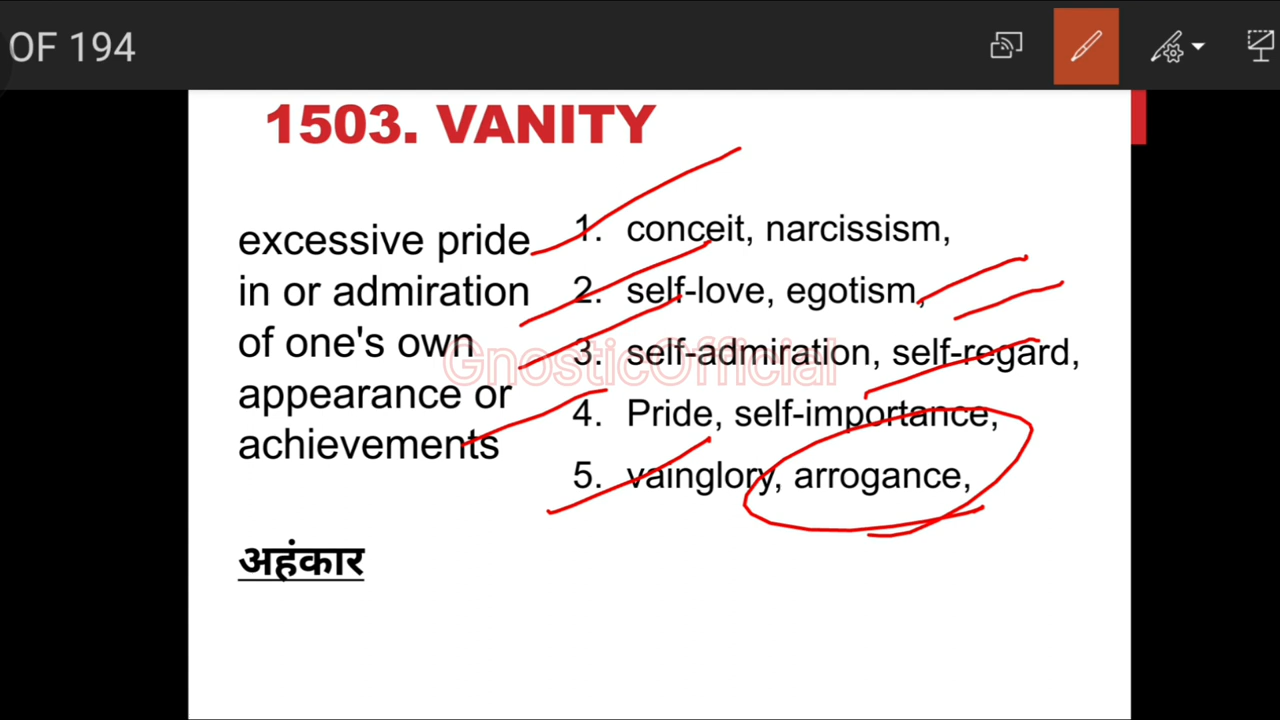 OF 194
1503. VANITY
excessive pride
in or admiration
of one's own
appearance or
achievements
1. conceit, narcissism,
2. self-love, egotism,
3. self-admiration, self-regard,
4. Pride, self-importance,
5. vainglory, arrogance,
GnosticOfficial
अहंकार